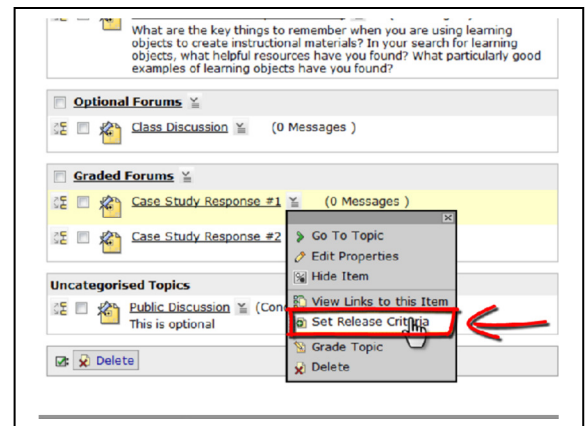 What are the key things to remember when you are using learning
objects to create instructional materials? In your search for learning
objects, what helpful resources have you found? What particularly good
examples of learning objects have you found?
Optional Forums
Class Discussion (0 Messages )
Graded Forums
Case Study Response #1 (0 Messages )
Case Study Response #2
Go To Topic
Edit Properties
Hide Item
View Links to this Item
Set Release Criteria
Grade Topic
Delete
Uncategorised Topics
Public Discussion
This is optional
Delete